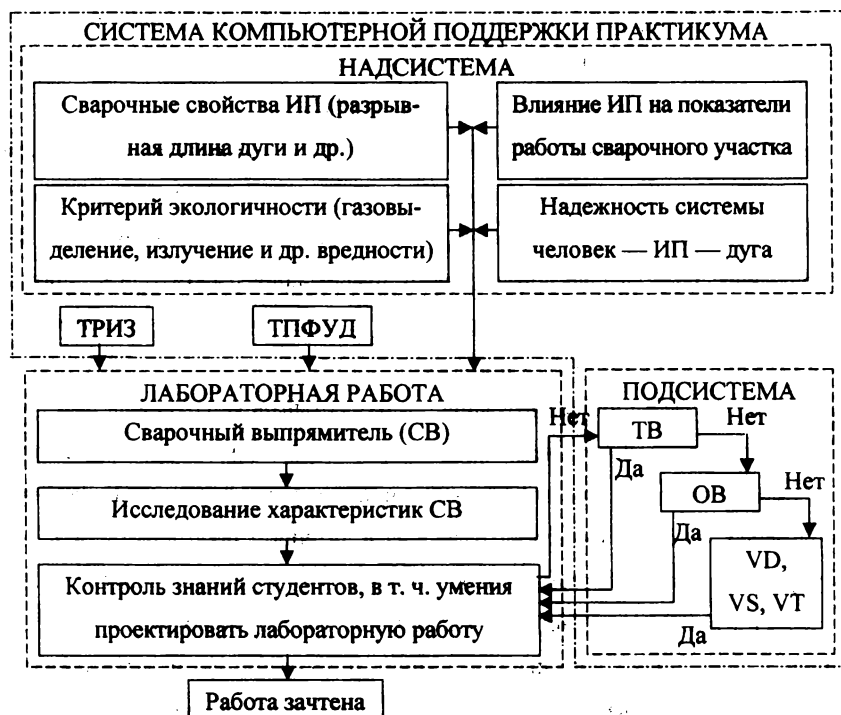 СИСТЕМА КОМПЬЮТЕРНОЙ ПОДДЕРЖКИ ПРАКТИКУМА
НАДСИСТЕМА
Сварочные свойства ИП (разрыв-
ная длина дуги и др.)
Влияние ИП на показатели
работы сварочного участка
Критерий экологичности (газовы-
деление, излучение и др. вредности)
Надежность системы
человек — ИП — дуга
ТРИЗ
ТПФУД
ЛАБОРАТОРНАЯ РАБОТА
Сварочный выпрямитель (СВ)
Исследование характеристик СВ
Контроль знаний студентов, в т. ч. умения
проектировать лабораторную работу
Работа зачтена
ПОДСИСТЕМА
Нет
ТВ
Нет
Да
ОВ
Нет
Да
VD,
VS, VT
Да